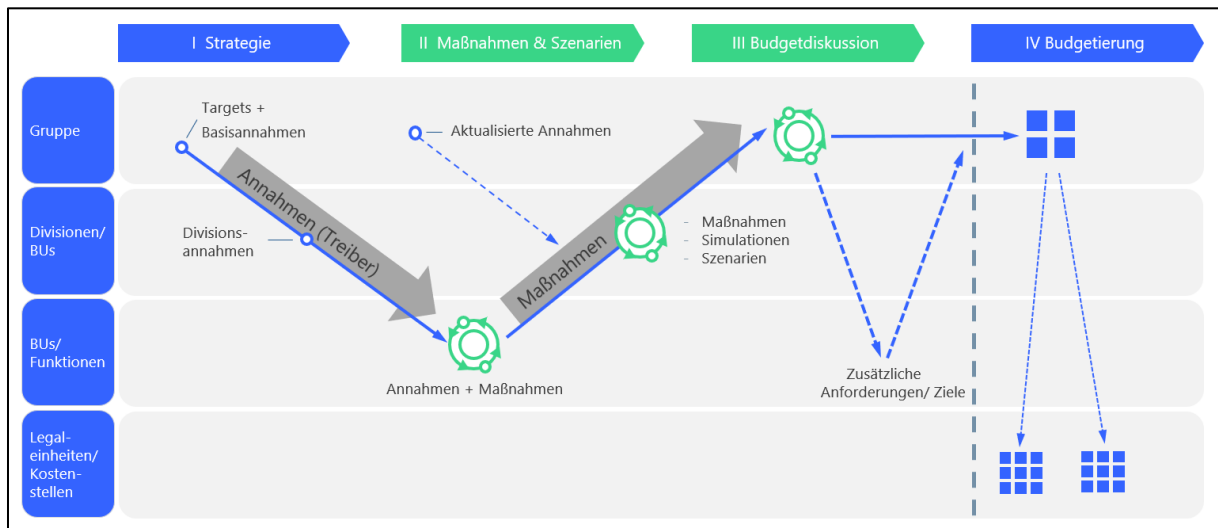 I Strategie
II Maßnahmen & Szenarien
III Budgetdiskussion
IV Budgetierung
Gruppe
Targets +
Basisannahmen
Aktualisierte Annahmen
Annahmen (Treiber)
Maßnahmen
Divisionen/
BUs
Divisions-
annahmen
- Maßnahmen
- Simulationen
- Szenarien
BUs/
Funktionen
Annahmen + Maßnahmen
Zusätzliche
Anforderungen/ Ziele
Legal-
einheiten/
Kosten-
stellen